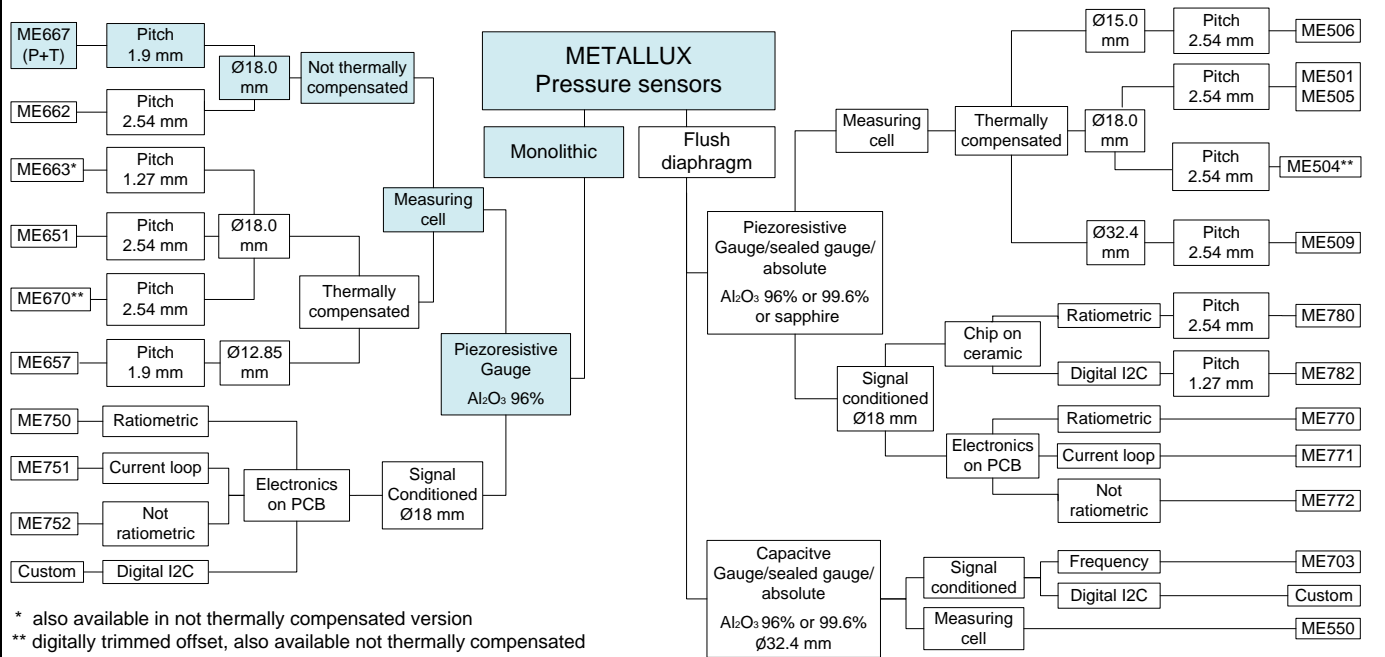 METALLUX
Pressure sensors
Monolithic
Flush
diaphragm
ME667
(P+T)
Pitch
1.9 mm
Ø18.0
mm
Not thermally
compensated
ME662
Pitch
2.54 mm
ME663*
Pitch
1.27 mm
Measuring
cell
ME651
Pitch
2.54 mm
Ø18.0
mm
ME670**
Pitch
2.54 mm
Thermally
compensated
ME657
Pitch
1.9 mm
Ø12.85
mm
Piezoresistive
Gauge
Al₂O₃ 96%
ME750
Ratiometric
ME751
Current loop
Electronics
on PCB
Signal
Conditioned
Ø18 mm
ME752
Not
ratiometric
Custom
Digital I2C
* also available in not thermally compensated version
** digitally trimmed offset, also available not thermally compensated
Ø15.0
mm
Pitch
2.54 mm
ME506
Measuring
cell
Thermally
compensated
Ø18.0
mm
Pitch
2.54 mm
ME501
ME505
Pitch
2.54 mm
ME504**
Ø32.4
mm
Pitch
2.54 mm
ME509
Piezoresistive
Gauge/sealed gauge/
absolute
Al₂O₃ 96% or 99.6%
or sapphire
Chip on
ceramic
Ratiometric
Pitch
2.54 mm
ME780
Digital I2C
Pitch
1.27 mm
ME782
Signal
conditioned
Ø18 mm
Electronics
on PCB
Ratiometric
ME770
Current loop
ME771
Not
ratiometric
ME772
Capacitve
Gauge/sealed gauge/
absolute
Al₂O₃ 96% or 99.6%
Ø32.4 mm
Signal
conditioned
Frequency
ME703
Digital I2C
Custom
Measuring
cell
ME550